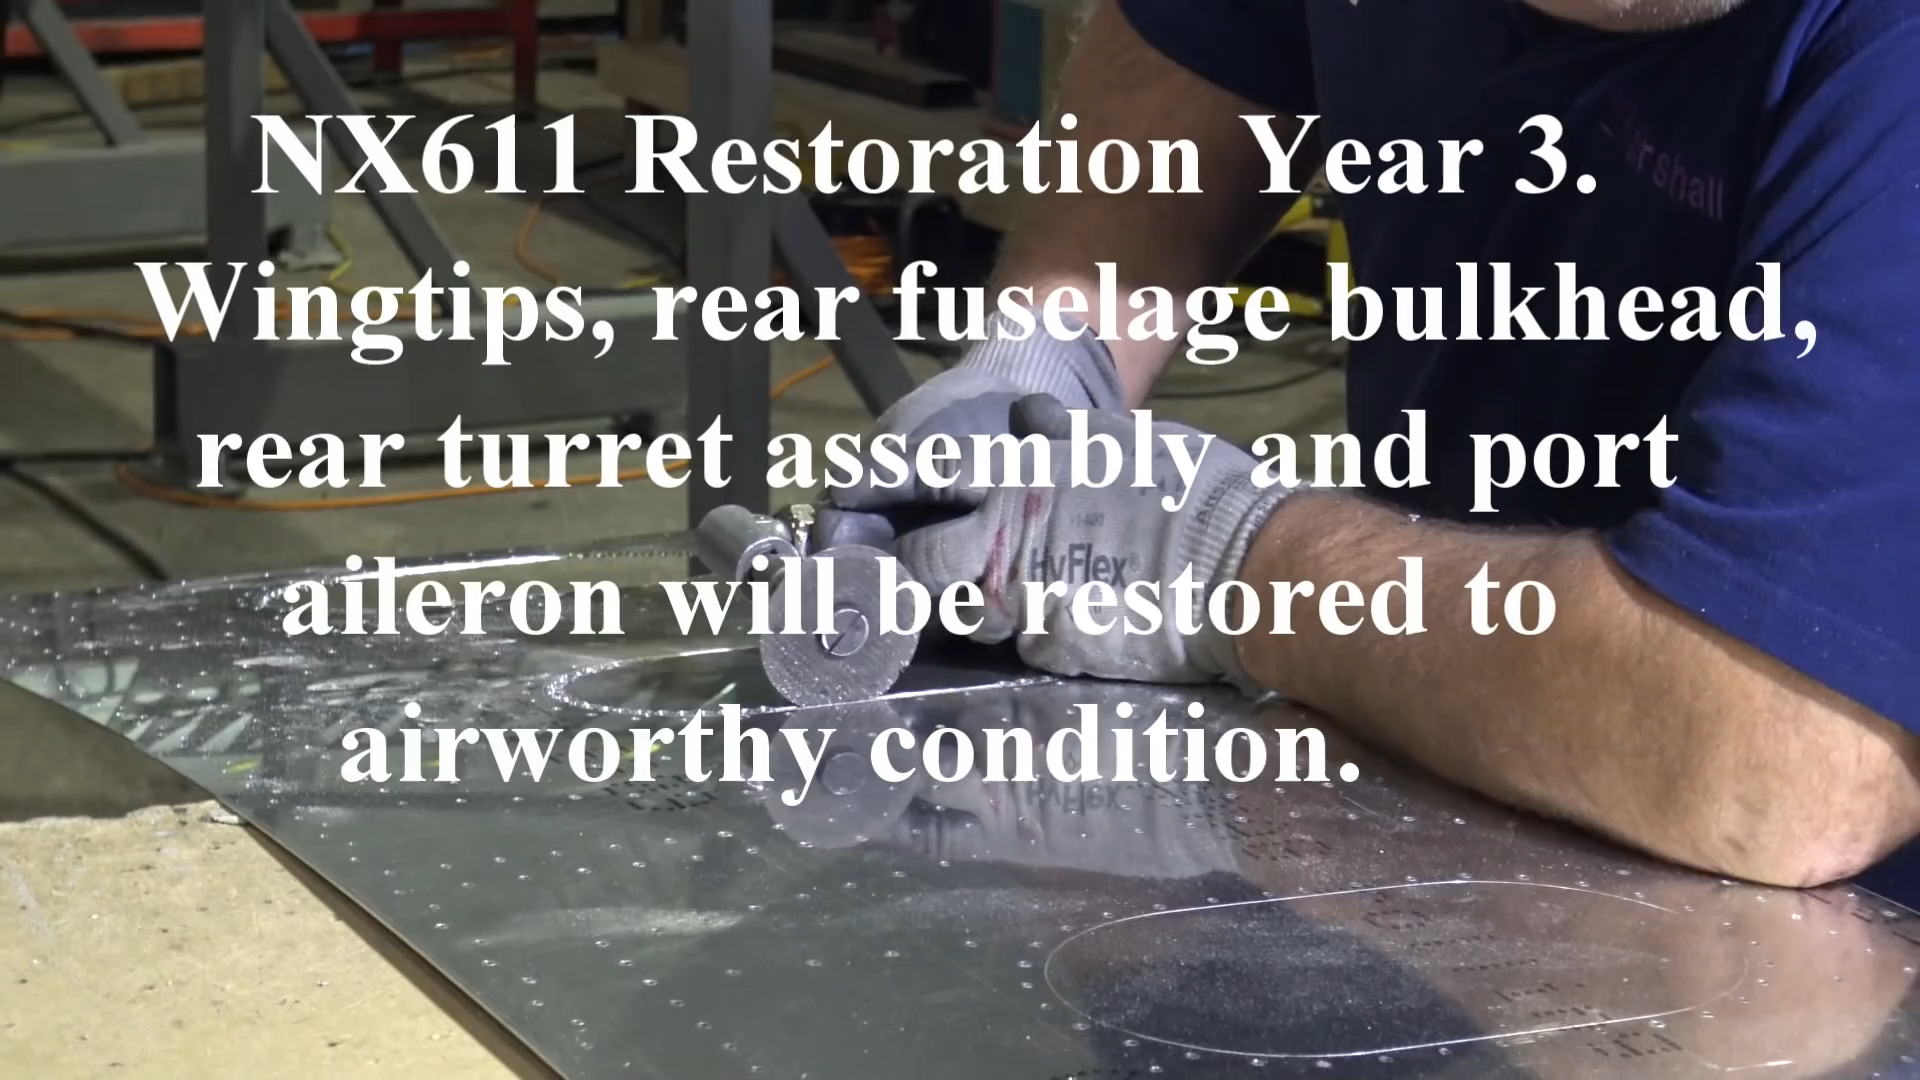 NX611 Restoration Year 3.
Wingtips, rear fuselage bulkhead,
rear turret assembly and port
aileron will be restored to
airworthy condition.
HyFlex